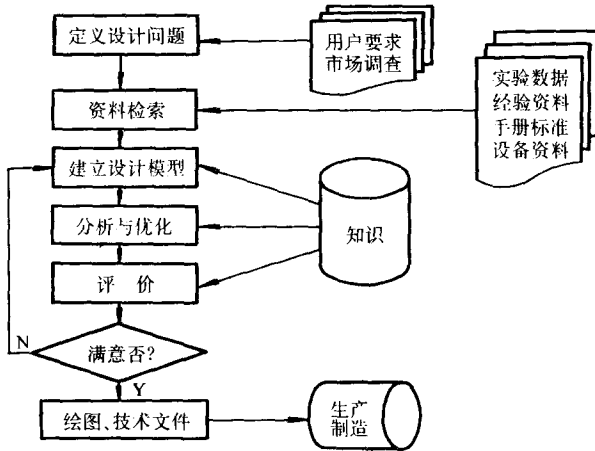 定义设计问题
用户要求
市场调查
实验数据
经验资料
手册标准
设备资料
资料检索
建立设计模型
分析与优化
知识
评 价
满意否?
N
Y
绘图、技术文件
生产
制造